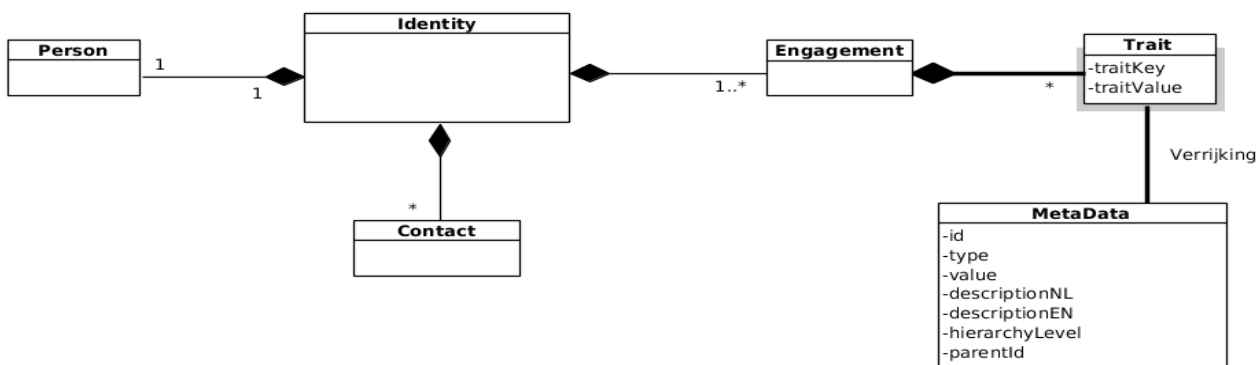 Identity
Person
1
1
Engagement
1..*
Trait
-traitKey
-traitValue
*
Verrijking
*
Contact
MetaData
-id
-type
-value
-descriptionNL
-descriptionEN
-hierarchyLevel
-parentId